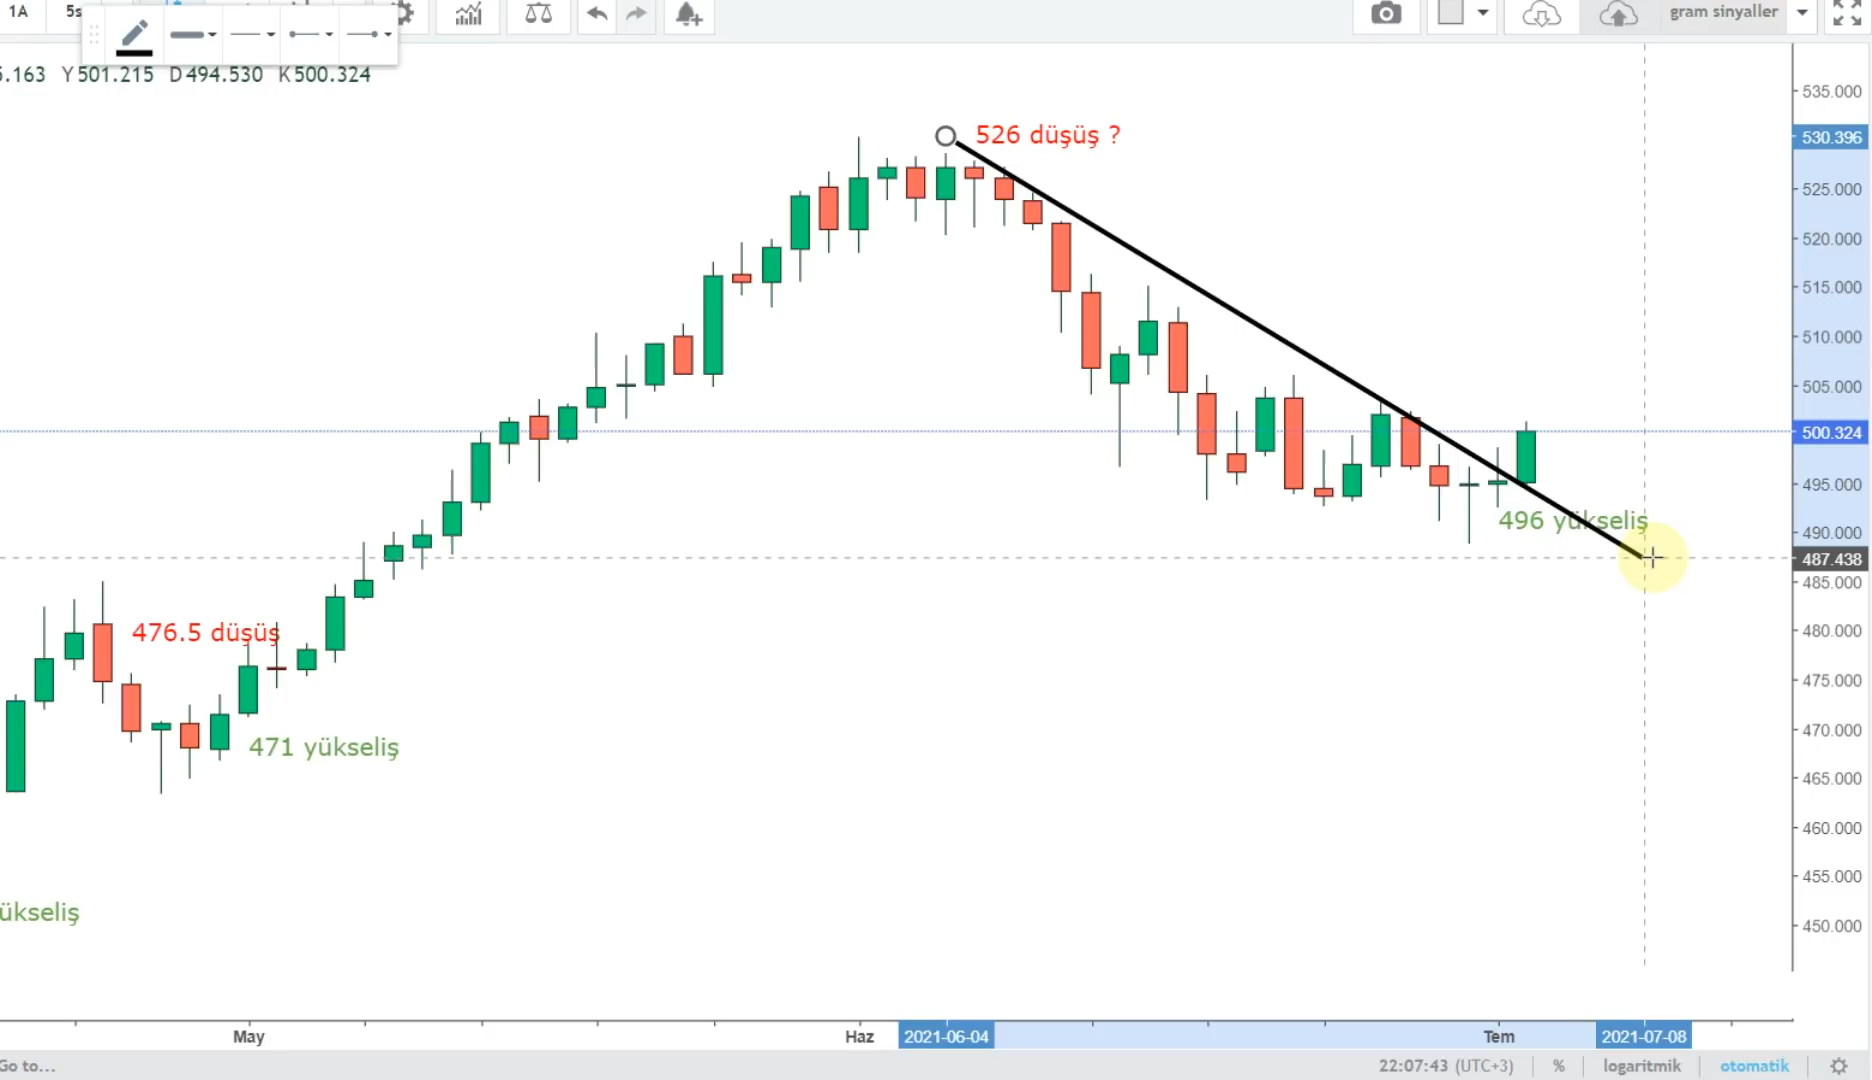 1A
gram sinyaller
Y501.215 D494.530 K500.324
535.000
526 düşüş ?
530.396
525.000
520.000
515.000
510.000
505.000
500.324
495.000
496 yükseliş
490.000
487.438
485.000
476.5 düşüş
480.000
475.000
471 yükseliş
470.000
465.000
460.000
455.000
450.000
May
Haz
2021-06-04
Tem
2021-07-08
Go to...
22:07:43 (UTC+3)
%
logaritmik
otomatik